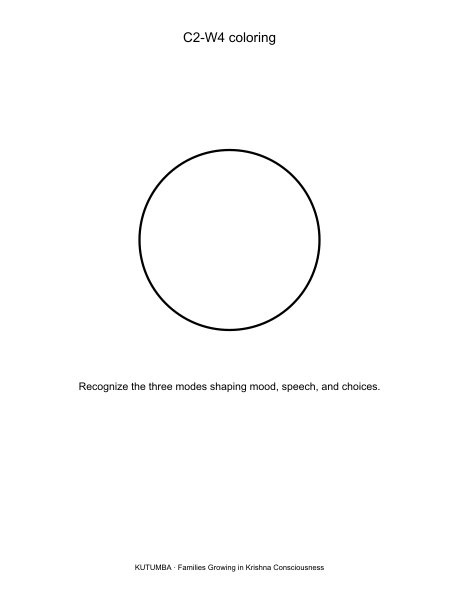 C2-W4 coloring
Recognize the three modes shaping mood, speech, and choices.
KUTUMBA · Families Growing in Krishna Consciousness